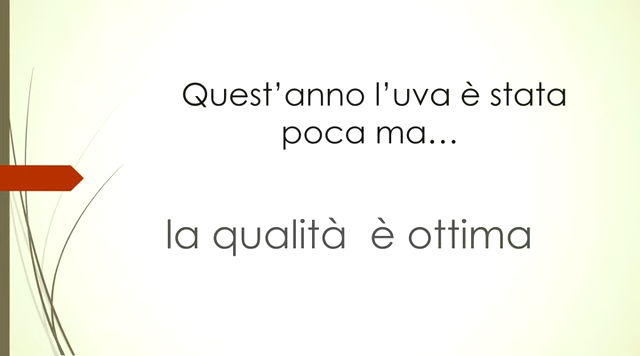 Quest’anno l’uva è stata
poca ma…
la qualità è ottima